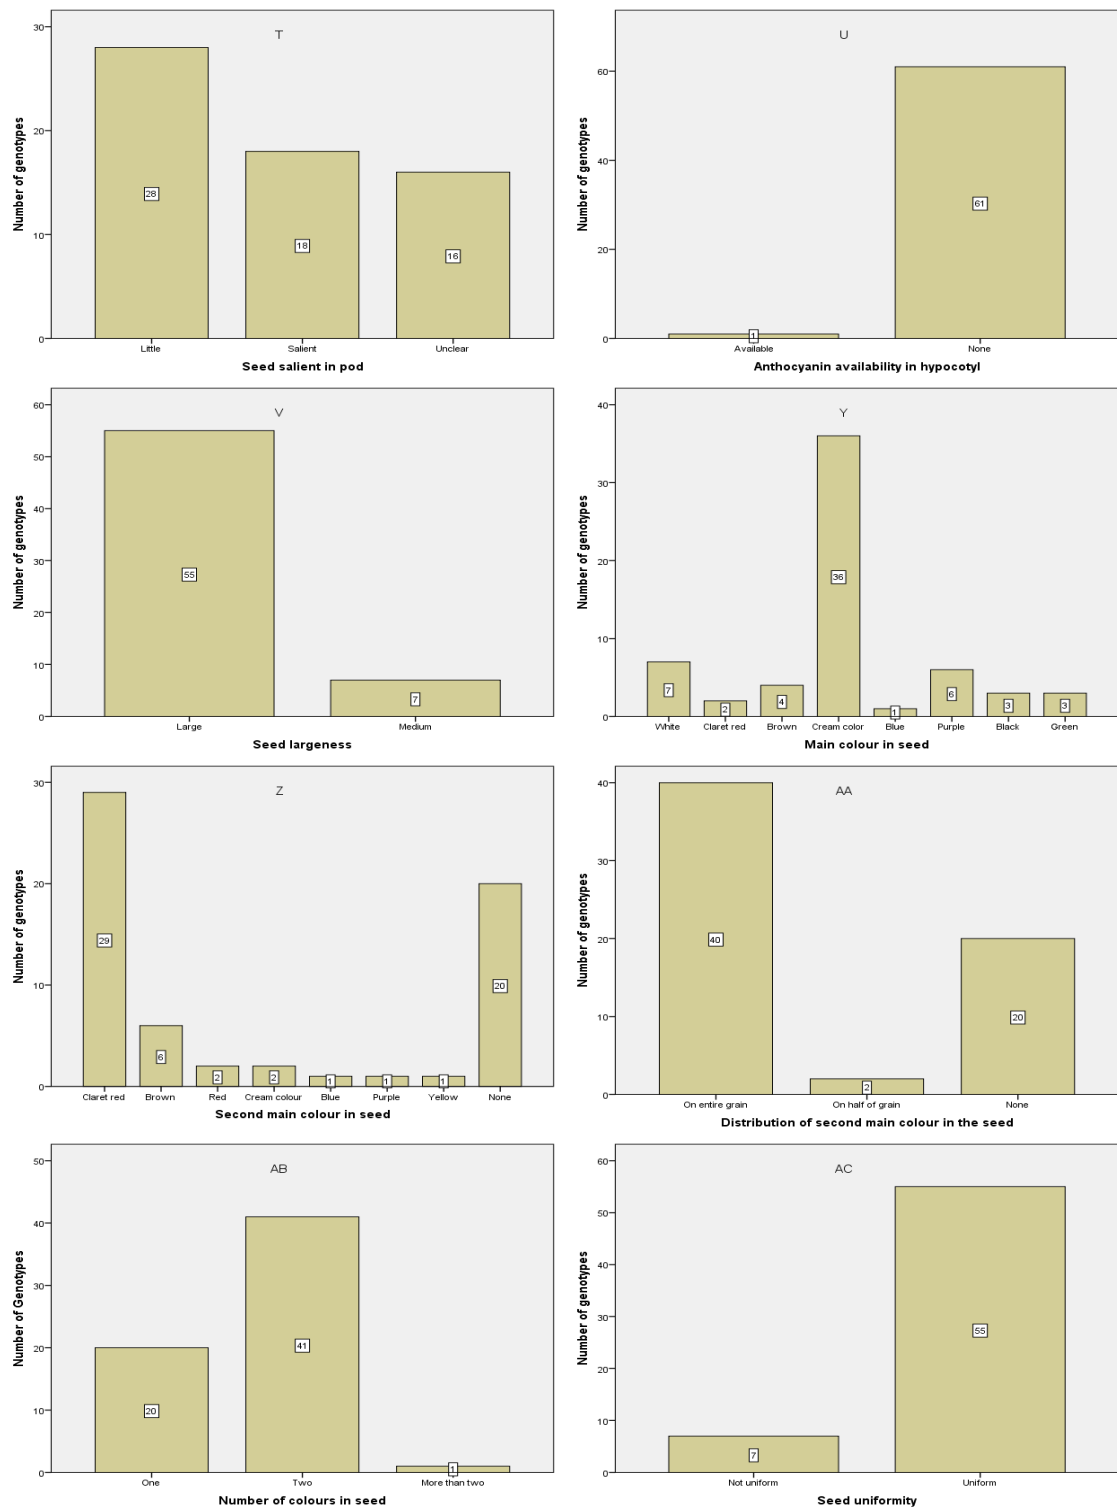 T
Number of genotypes
30
20
10
0
28
18
16
Little Salient Unclear
Seed salient in pod
U
Number of genotypes
60
40
20
0
1
61
Available None
Anthocyanin availability in hypocotyl
V
Number of genotypes
60
50
40
30
20
10
0
55
7
Large Medium
Seed largeness
Y
Number of genotypes
40
30
20
10
0
7
2
4
36
1
6
3
3
White Claret red Brown Cream color Blue Purple Black Green
Main colour in seed
Z
Number of genotypes
30
20
10
0
29
6
2
2
1
1
1
20
Claret red Brown Red Cream colour Blue Purple Yellow None
Second main colour in seed
AA
Number of genotypes
40
30
20
10
0
40
2
20
On entire grain On half of grain None
Distribution of second main colour in the seed
AB
Number of Genotypes
50
40
30
20
10
0
20
41
1
One Two More than two
Number of colours in seed
AC
Number of genotypes
60
50
40
30
20
10
0
7
55
Not uniform Uniform
Seed uniformity